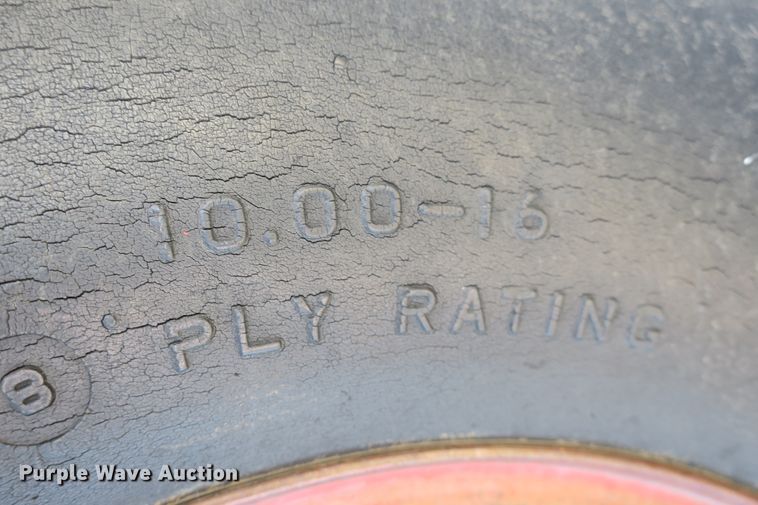 10.00-16
8 PLY RATING
Purple Wave Auction®